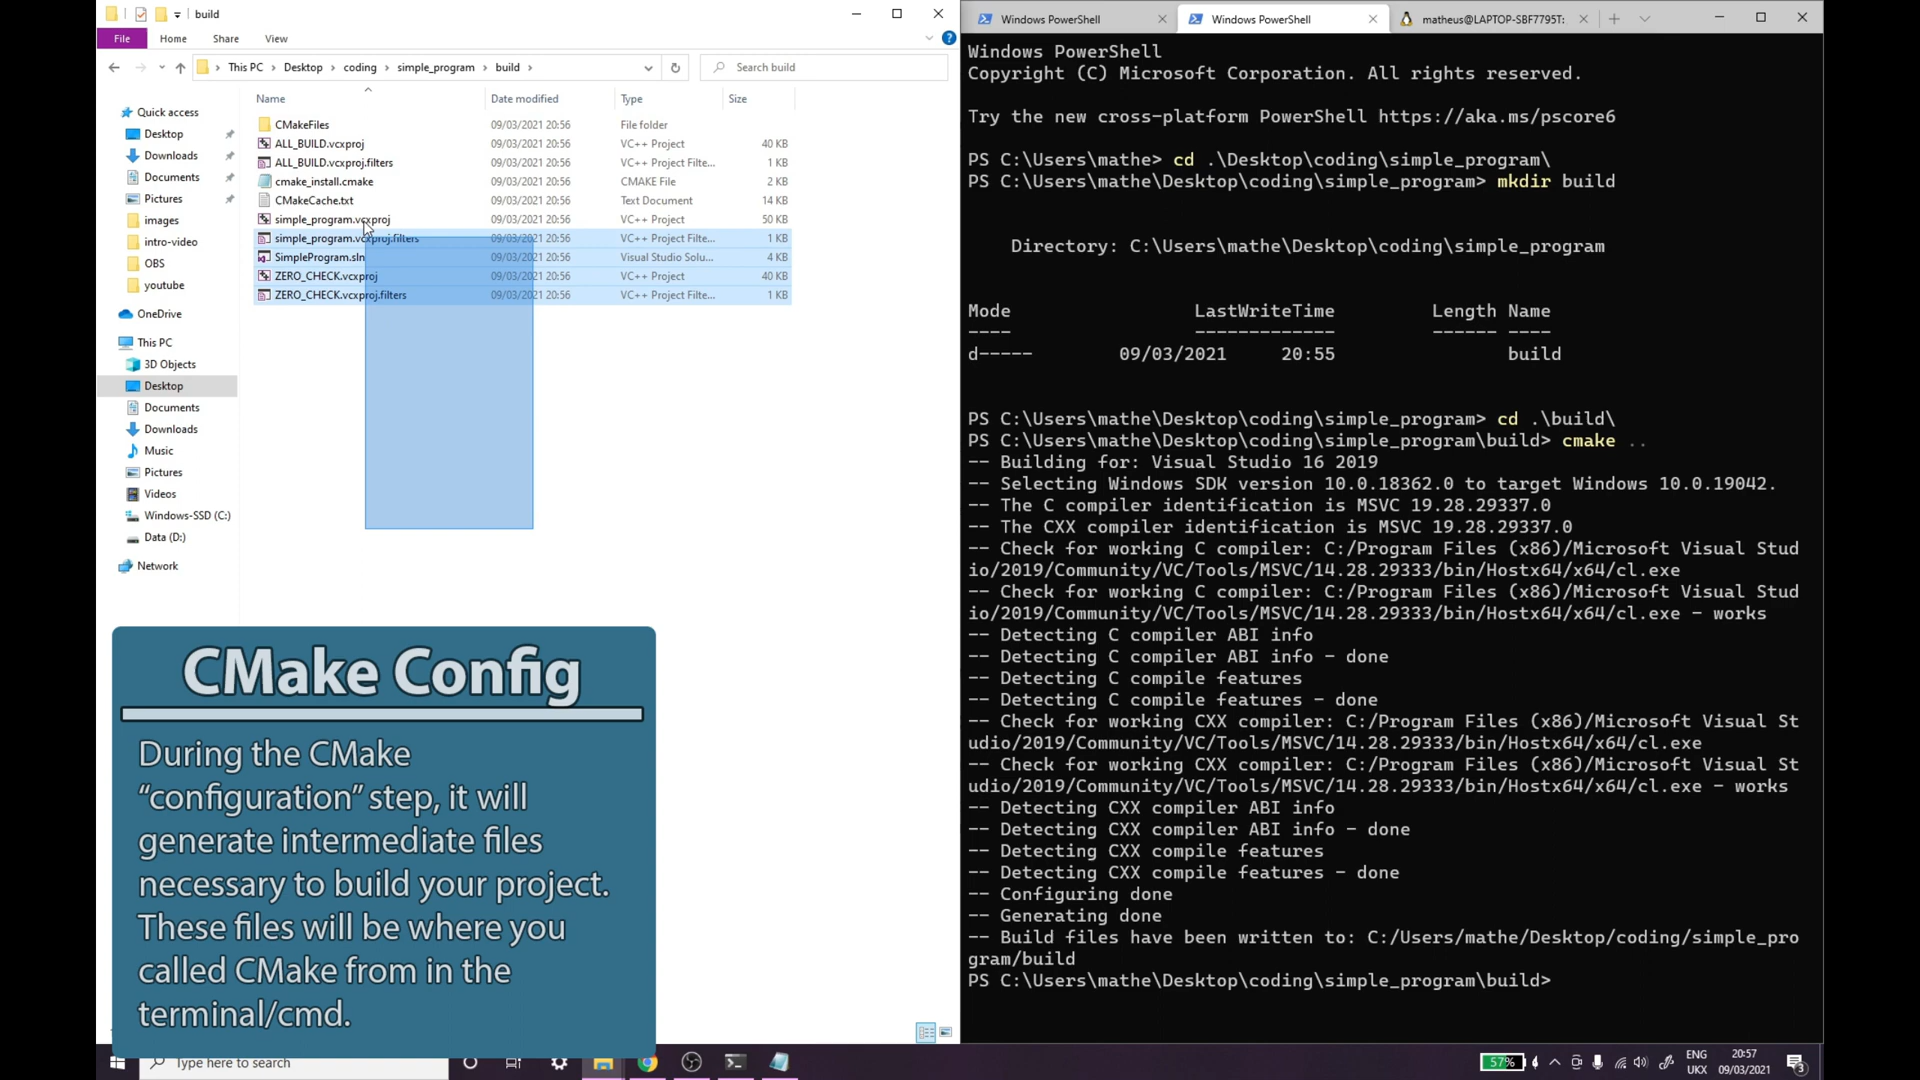 build
File Home Share View
This PC Desktop coding simple_program build
Search build
Name Date modified Type Size
Quick access
Desktop
Downloads
Documents
Pictures
images
intro-video
OBS
youtube
OneDrive
This PC
3D Objects
Desktop
Documents
Downloads
Music
Pictures
Videos
Windows-SSD (C:)
Data (D:)
Network
CMakeFiles 09/03/2021 20:56 File folder
ALL_BUILD.vcxproj 09/03/2021 20:56 VC++ Project 40 KB
ALL_BUILD.vcxproj.filters 09/03/2021 20:56 VC++ Project Filte... 1 KB
cmake_install.cmake 09/03/2021 20:56 CMAKE File 2 KB
CMakeCache.txt 09/03/2021 20:56 Text Document 14 KB
simple_program.vcxproj 09/03/2021 20:56 VC++ Project 50 KB
simple_program.vcxproj.filters 09/03/2021 20:56 VC++ Project Filte... 1 KB
SimpleProgram.sln 09/03/2021 20:56 Visual Studio Solu... 4 KB
ZERO_CHECK.vcxproj 09/03/2021 20:56 VC++ Project 40 KB
ZERO_CHECK.vcxproj.filters 09/03/2021 20:56 VC++ Project Filte... 1 KB
CMake Config
During the CMake
“configuration” step, it will
generate intermediate files
necessary to build your project.
These files will be where you
called CMake from in the
terminal/cmd.
Windows PowerShell
Windows PowerShell
matheus@LAPTOP-SBF7795T:
Windows PowerShell
Copyright (C) Microsoft Corporation. All rights reserved.
Try the new cross-platform PowerShell https://aka.ms/pscore6
PS C:\Users\mathe> cd .\Desktop\coding\simple_program\
PS C:\Users\mathe\Desktop\coding\simple_program> mkdir build
Directory: C:\Users\mathe\Desktop\coding\simple_program
Mode LastWriteTime Length Name
---- ------------- ------ ----
d----- 09/03/2021 20:55 build
PS C:\Users\mathe\Desktop\coding\simple_program> cd .\build\
PS C:\Users\mathe\Desktop\coding\simple_program\build> cmake ..
-- Building for: Visual Studio 16 2019
-- Selecting Windows SDK version 10.0.18362.0 to target Windows 10.0.19042.
-- The C compiler identification is MSVC 19.28.29337.0
-- The CXX compiler identification is MSVC 19.28.29337.0
-- Check for working C compiler: C:/Program Files (x86)/Microsoft Visual Stud
io/2019/Community/VC/Tools/MSVC/14.28.29333/bin/Hostx64/x64/cl.exe
-- Check for working C compiler: C:/Program Files (x86)/Microsoft Visual Stud
io/2019/Community/VC/Tools/MSVC/14.28.29333/bin/Hostx64/x64/cl.exe - works
-- Detecting C compiler ABI info
-- Detecting C compiler ABI info - done
-- Detecting C compile features
-- Detecting C compile features - done
-- Check for working CXX compiler: C:/Program Files (x86)/Microsoft Visual St
udio/2019/Community/VC/Tools/MSVC/14.28.29333/bin/Hostx64/x64/cl.exe
-- Check for working CXX compiler: C:/Program Files (x86)/Microsoft Visual St
udio/2019/Community/VC/Tools/MSVC/14.28.29333/bin/Hostx64/x64/cl.exe - works
-- Detecting CXX compiler ABI info
-- Detecting CXX compiler ABI info - done
-- Detecting CXX compile features
-- Detecting CXX compile features - done
-- Configuring done
-- Generating done
-- Build files have been written to: C:/Users/mathe/Desktop/coding/simple_pro
gram/build
PS C:\Users\mathe\Desktop\coding\simple_program\build>
Type here to search
57%
ENG
UKX
20:57
09/03/2021
3